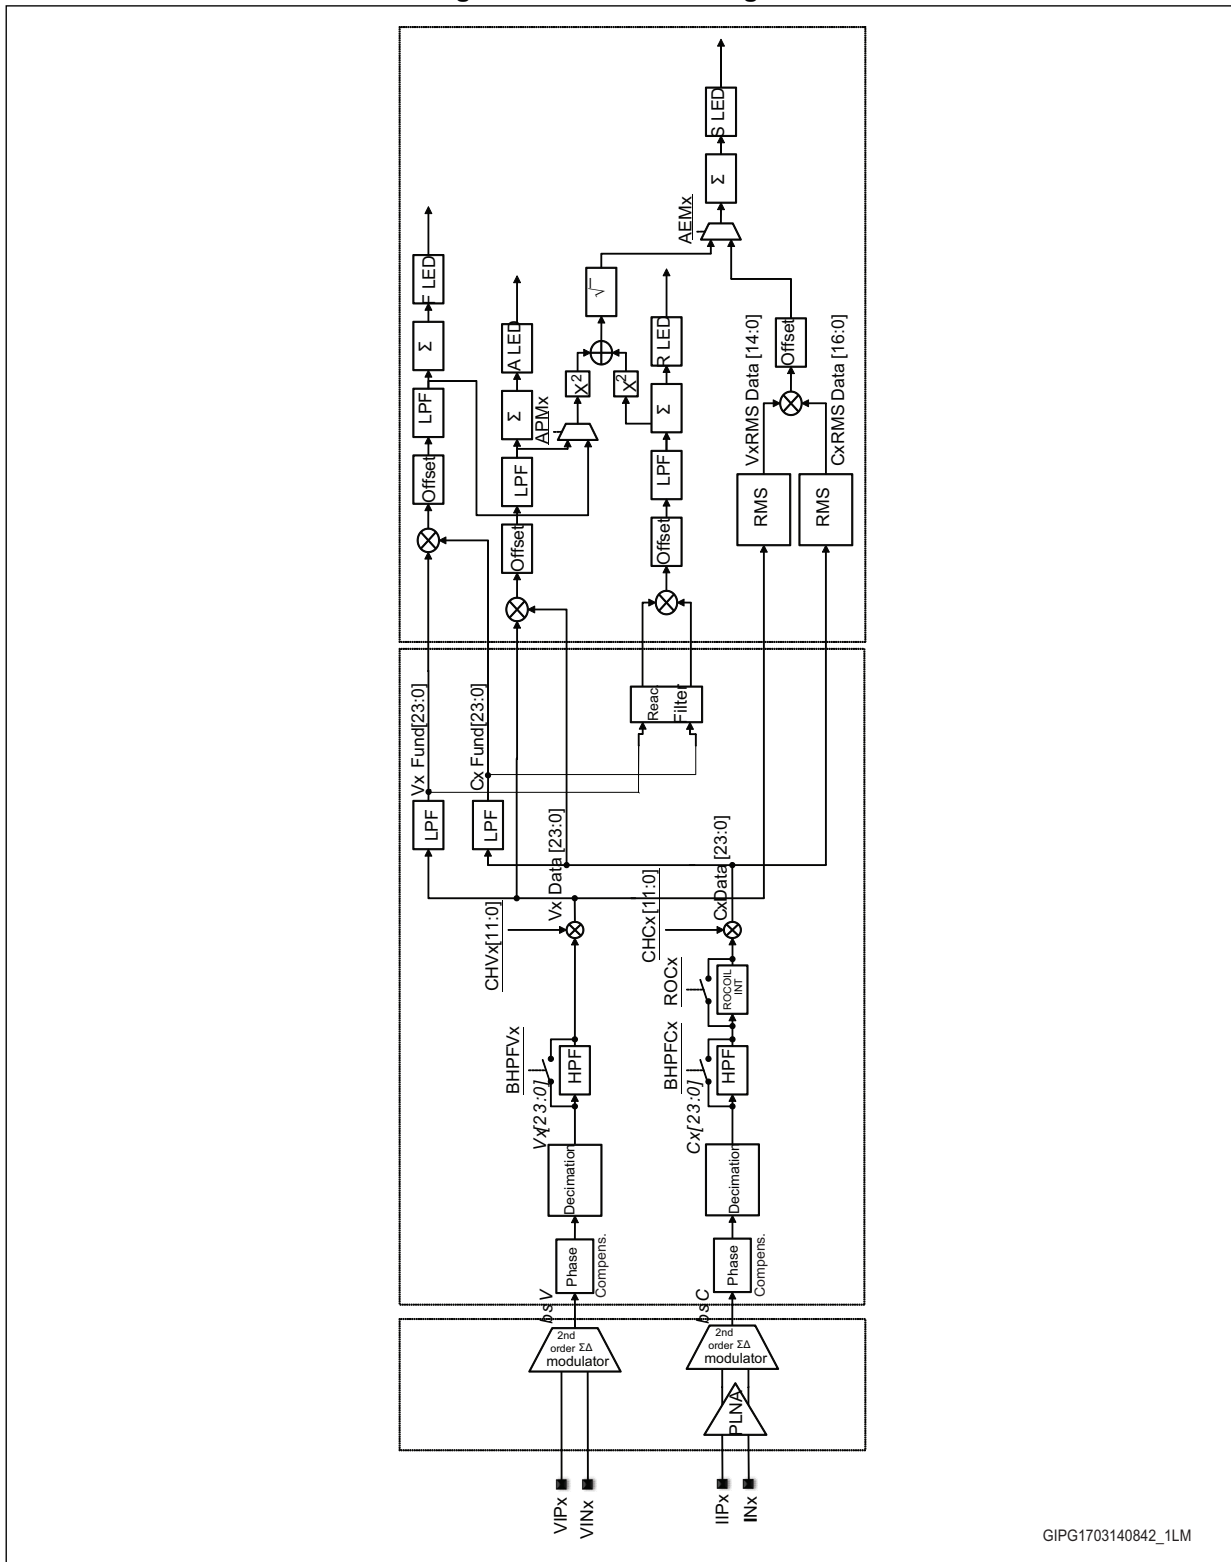 S LED
Σ
AEMx
F LED
Σ
LPF
Offset
A LED
Σ
LPF
Offset
APMx
√
X²
X²
R LED
Σ
LPF
Offset
Offset
VxRMS Data [14:0]
CxRMS Data [16:0]
RMS
RMS
Reac.
Filter
Vx Fund[23:0]
Cx Fund[23:0]
LPF
LPF
Vx Data [23:0]
CxData [23:0]
CHVx[11:0]
CHCx[11:0]
ROCx
ROCOIL
INT
BHPFVx
HPF
BHPFCx
HPF
Vx[23:0]
Cx[23:0]
Decimation
Decimation
Phase
Compens.
Phase
Compens.
bsV
bsC
2nd
order ΣΔ
modulator
2nd
order ΣΔ
modulator
PLNA
VIPx
VINx
IIPx
INx
GIPG1703140842_1LM